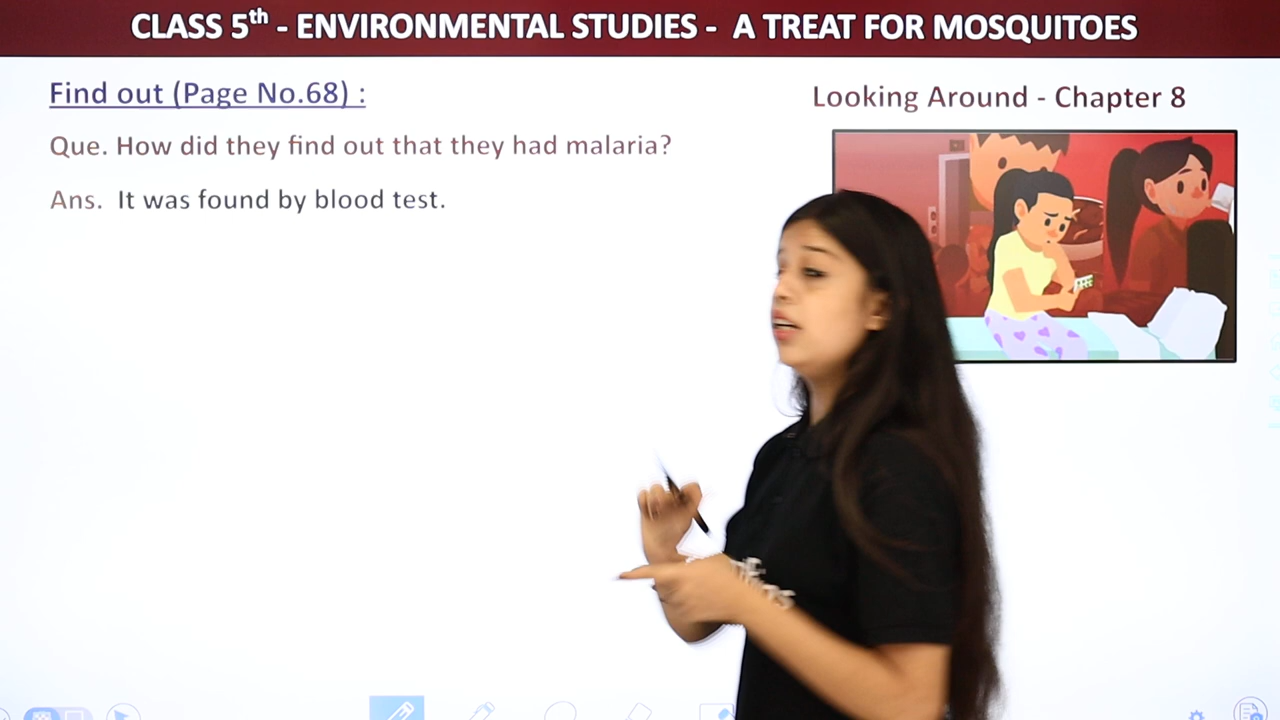 CLASS 5th - ENVIRONMENTAL STUDIES - A TREAT FOR MOSQUITOES
Find out (Page No.68) :
Looking Around - Chapter 8
Que. How did they find out that they had malaria?
Ans. It was found by blood test.